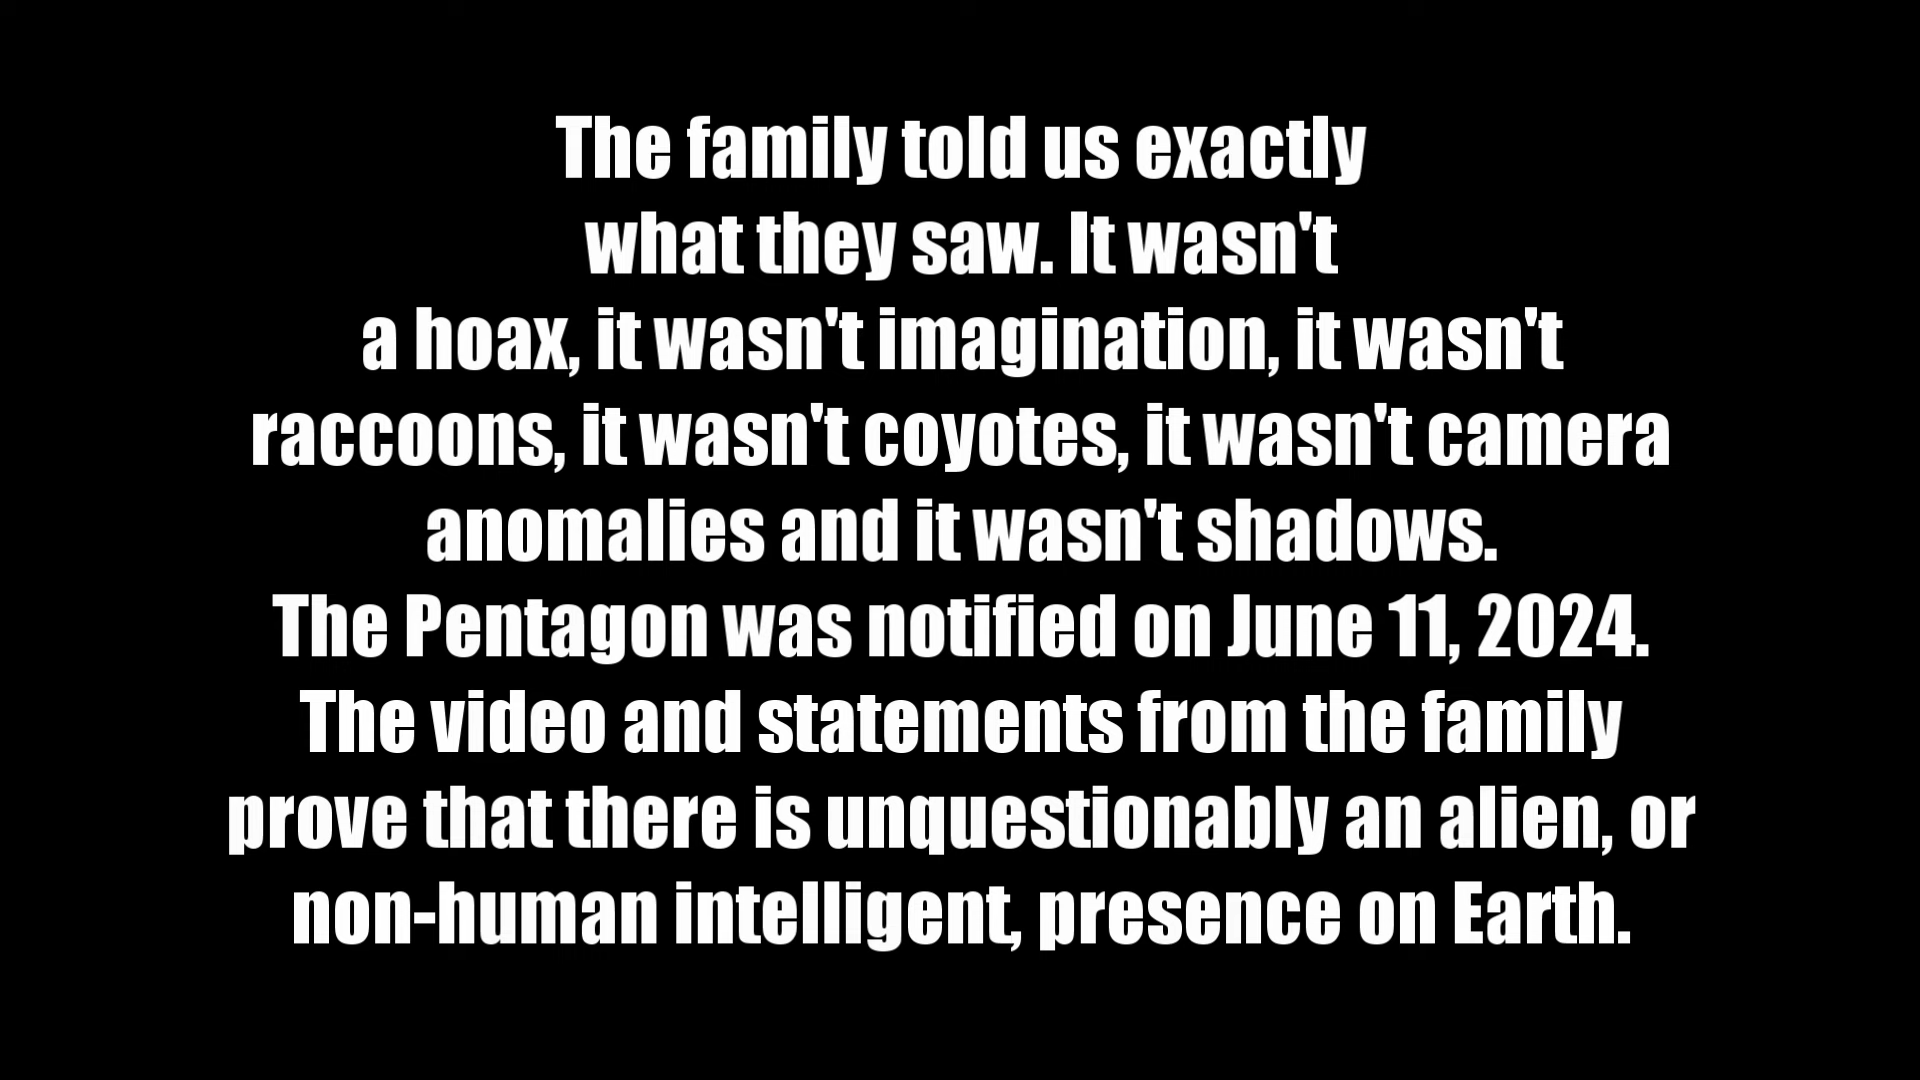 The family told us exactly
what they saw. It wasn't
a hoax, it wasn't imagination, it wasn't
raccoons, it wasn't coyotes, it wasn't camera
anomalies and it wasn't shadows.
The Pentagon was notified on June 11, 2024.
The video and statements from the family
prove that there is unquestionably an alien, or
non-human intelligent, presence on Earth.